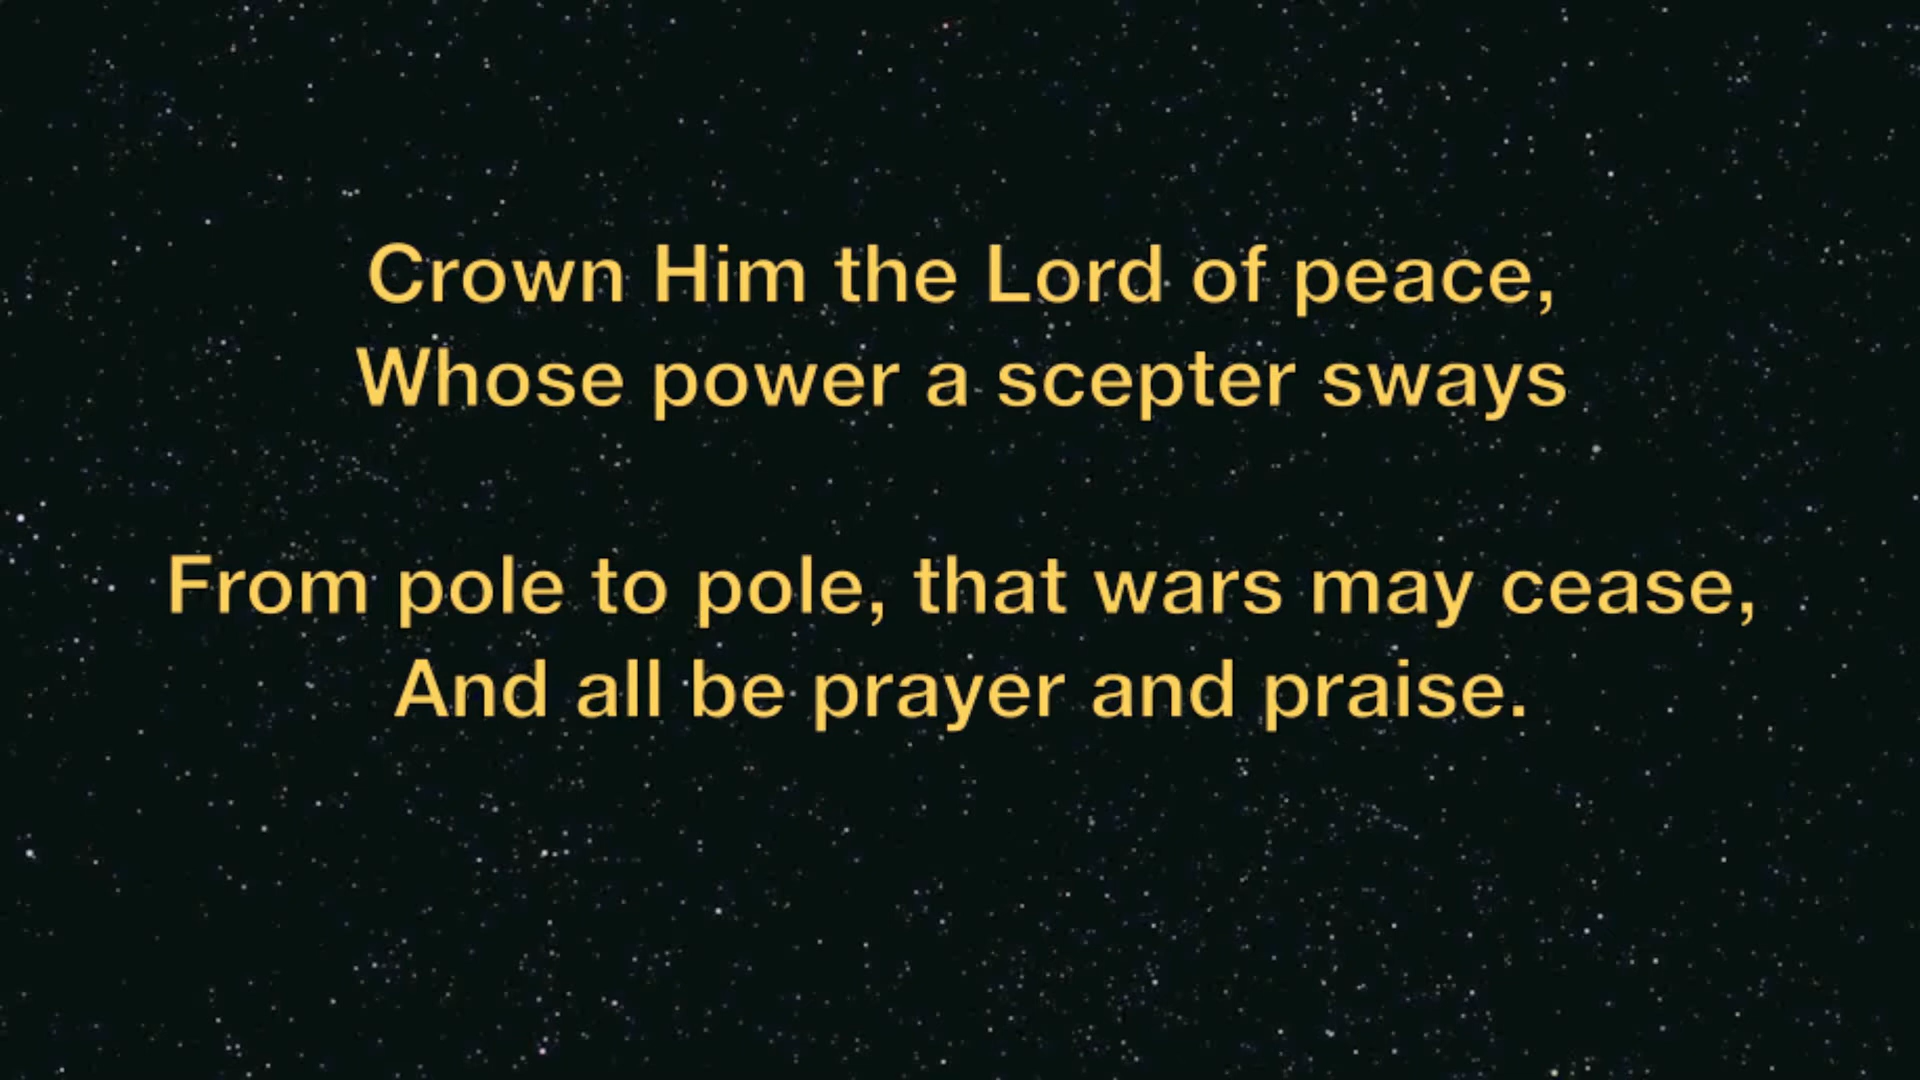 Crown Him the Lord of peace,
Whose power a scepter sways
From pole to pole, that wars may cease,
And all be prayer and praise.